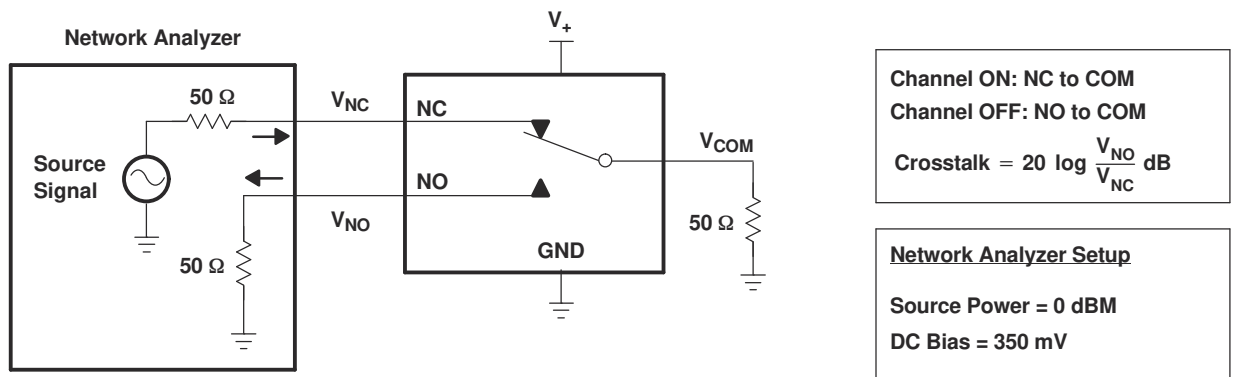 Network Analyzer
50 Ω
Source
Signal
50 Ω
V_NC
V_NO
V_+
NC
NO
GND
V_COM
50 Ω
Channel ON: NC to COM
Channel OFF: NO to COM
Crosstalk = 20 log V_NO / V_NC dB
Network Analyzer Setup
Source Power = 0 dBM
DC Bias = 350 mV